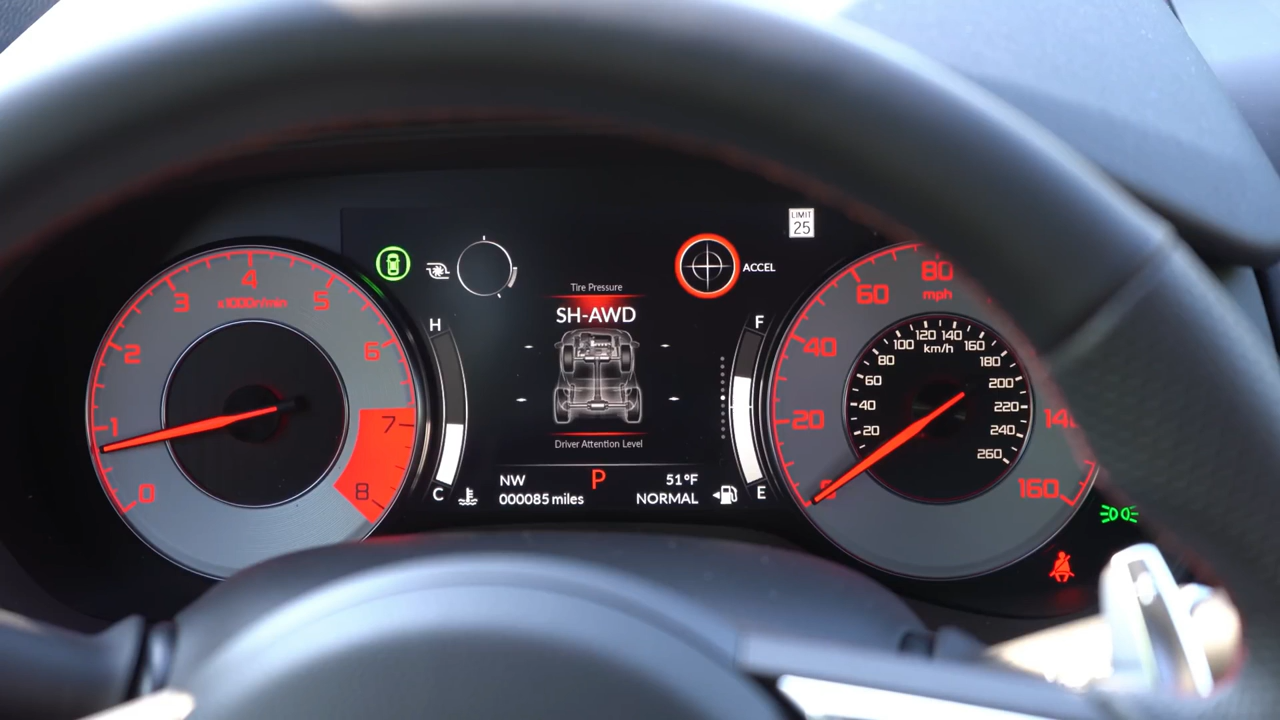 4
3
5
x1000r/min
2
6
1
7
0
8
H
C
Tire Pressure
SH-AWD
Driver Attention Level
NW
P
51°F
000085 miles
NORMAL
ACCEL
LIMIT
25
F
E
80
60
mph
40
20
0
140
160
120 140
100 160
km/h
80 180
60 200
40 220
20 240
260